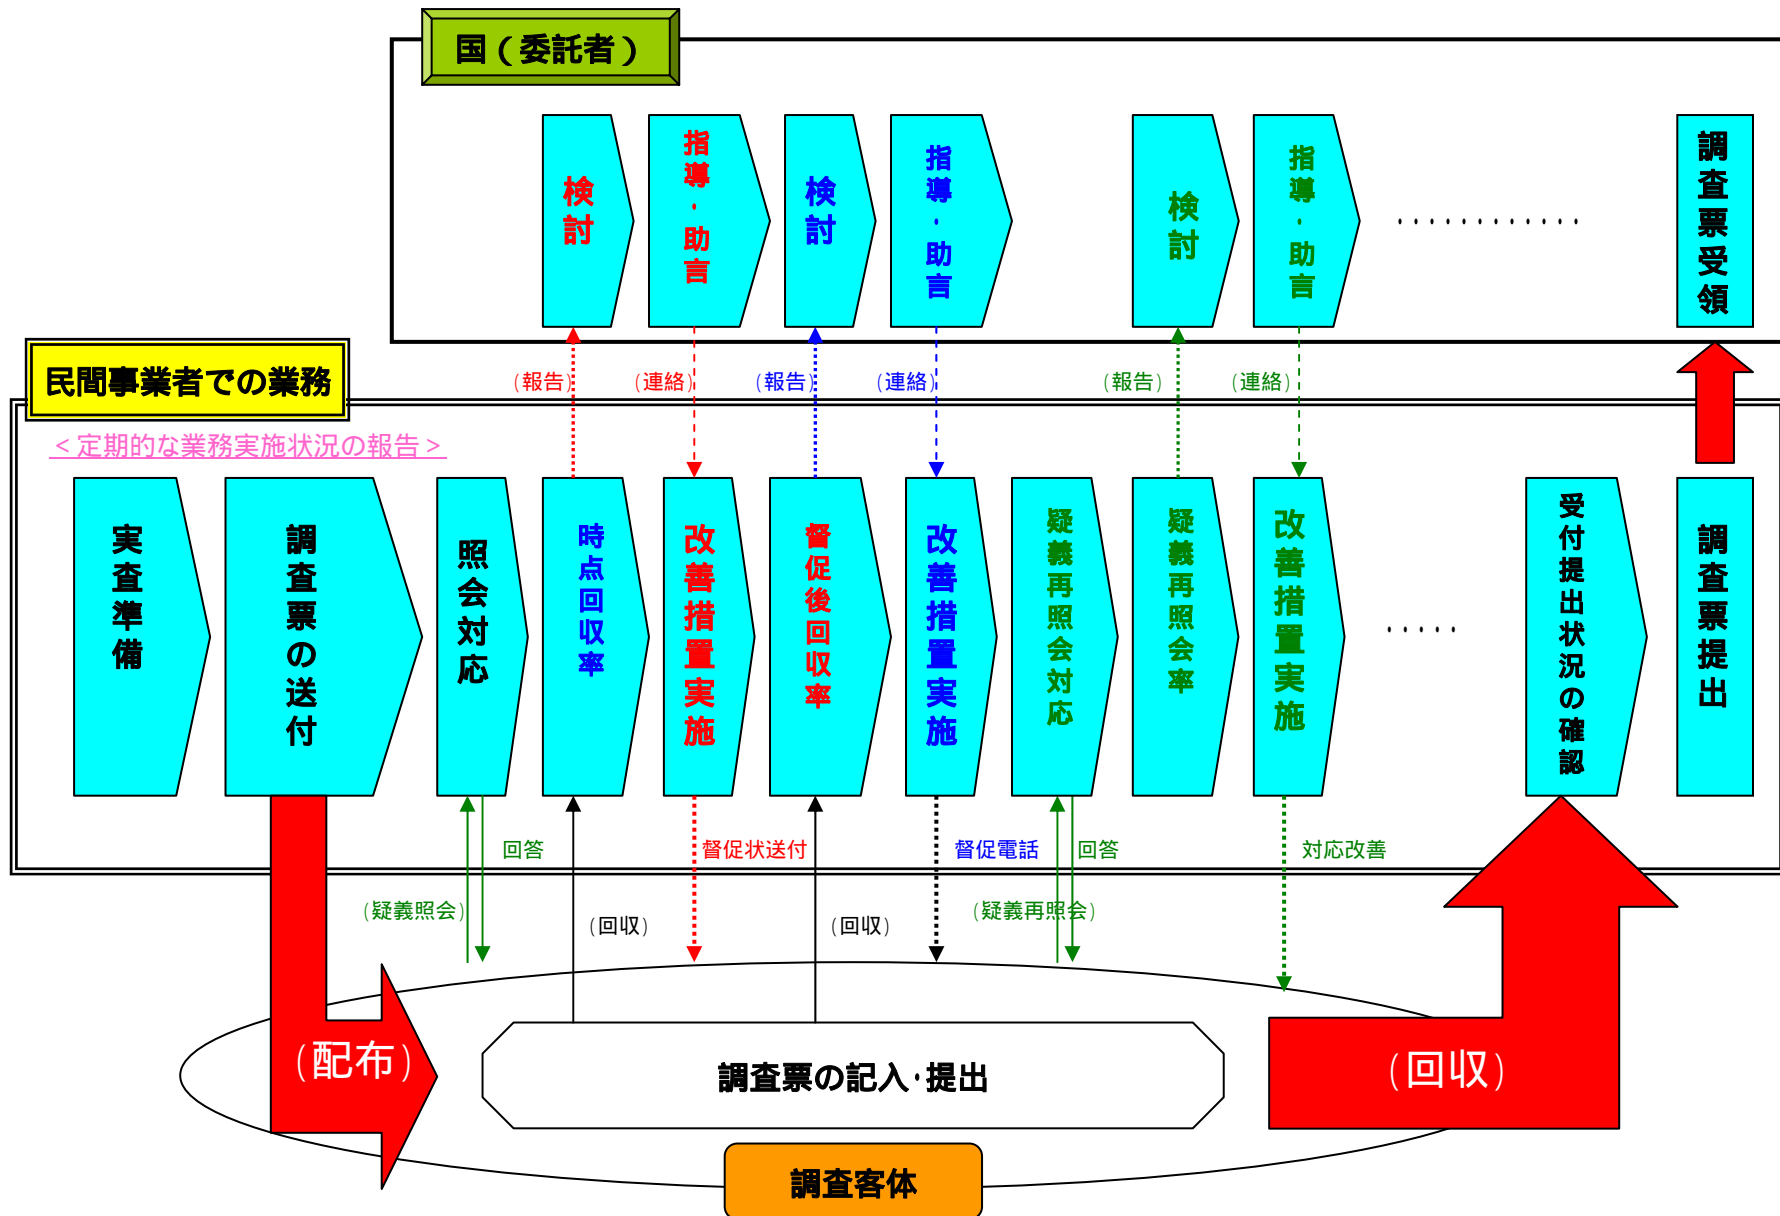 国（委託者）
検討
指導・助言
検討
指導・助言
検討
指導・助言
・・・・・・・・・・・・
調査票受領
民間事業者での業務
（報告）
（連絡）
（報告）
（連絡）
（報告）
（連絡）
＜定期的な業務実施状況の報告＞
実査準備
調査票の送付
照会対応
時点回収率
改善措置実施
督促後回収率
改善措置実施
疑義再照会対応
疑義再照会率
改善措置実施
・・・・・
受付提出状況の確認
調査票提出
回答
督促状送付
督促電話
回答
対応改善
（疑義照会）
（回収）
（回収）
（疑義再照会）
（配布）
調査票の記入・提出
（回収）
調査客体